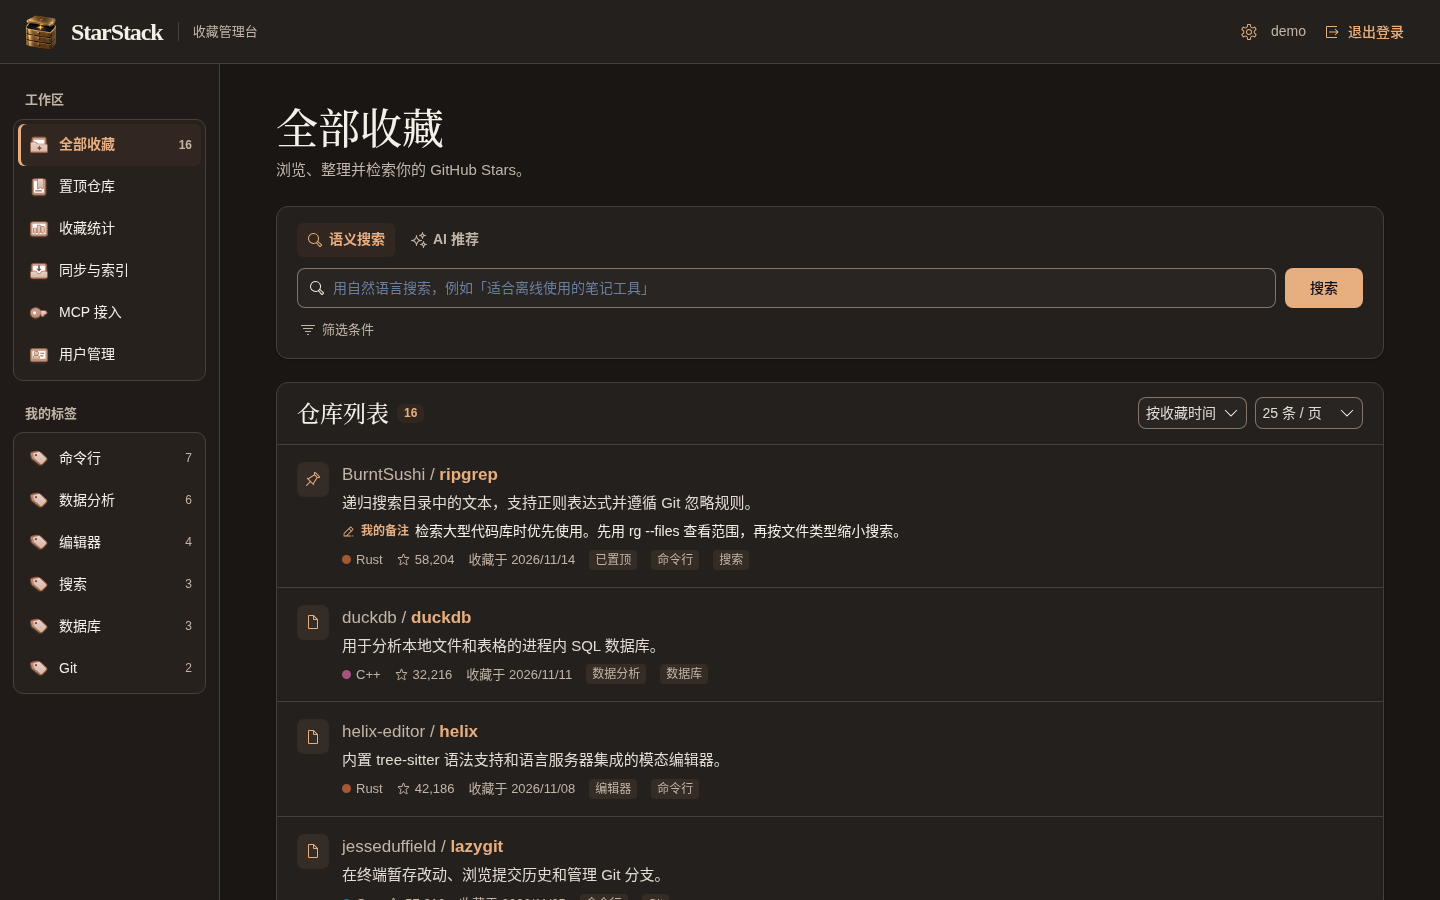 StarStack
收藏管理台
demo
退出登录
工作区
全部收藏 16
置顶仓库
收藏统计
同步与索引
MCP 接入
用户管理
我的标签
命令行 7
数据分析 6
编辑器 4
搜索 3
数据库 3
Git 2
全部收藏
浏览、整理并检索你的 GitHub Stars。
语义搜索
AI 推荐
用自然语言搜索，例如「适合离线使用的笔记工具」
搜索
筛选条件
仓库列表 16
按收藏时间
25 条 / 页
BurntSushi / ripgrep
递归搜索目录中的文本，支持正则表达式并遵循 Git 忽略规则。
我的备注 检索大型代码库时优先使用。先用 rg --files 查看范围，再按文件类型缩小搜索。
Rust 58,204 收藏于 2026/11/14 已置顶 命令行 搜索
duckdb / duckdb
用于分析本地文件和表格的进程内 SQL 数据库。
C++ 32,216 收藏于 2026/11/11 数据分析 数据库
helix-editor / helix
内置 tree-sitter 语法支持和语言服务器集成的模态编辑器。
Rust 42,186 收藏于 2026/11/08 编辑器 命令行
jesseduffield / lazygit
在终端暂存改动、浏览提交历史和管理 Git 分支。